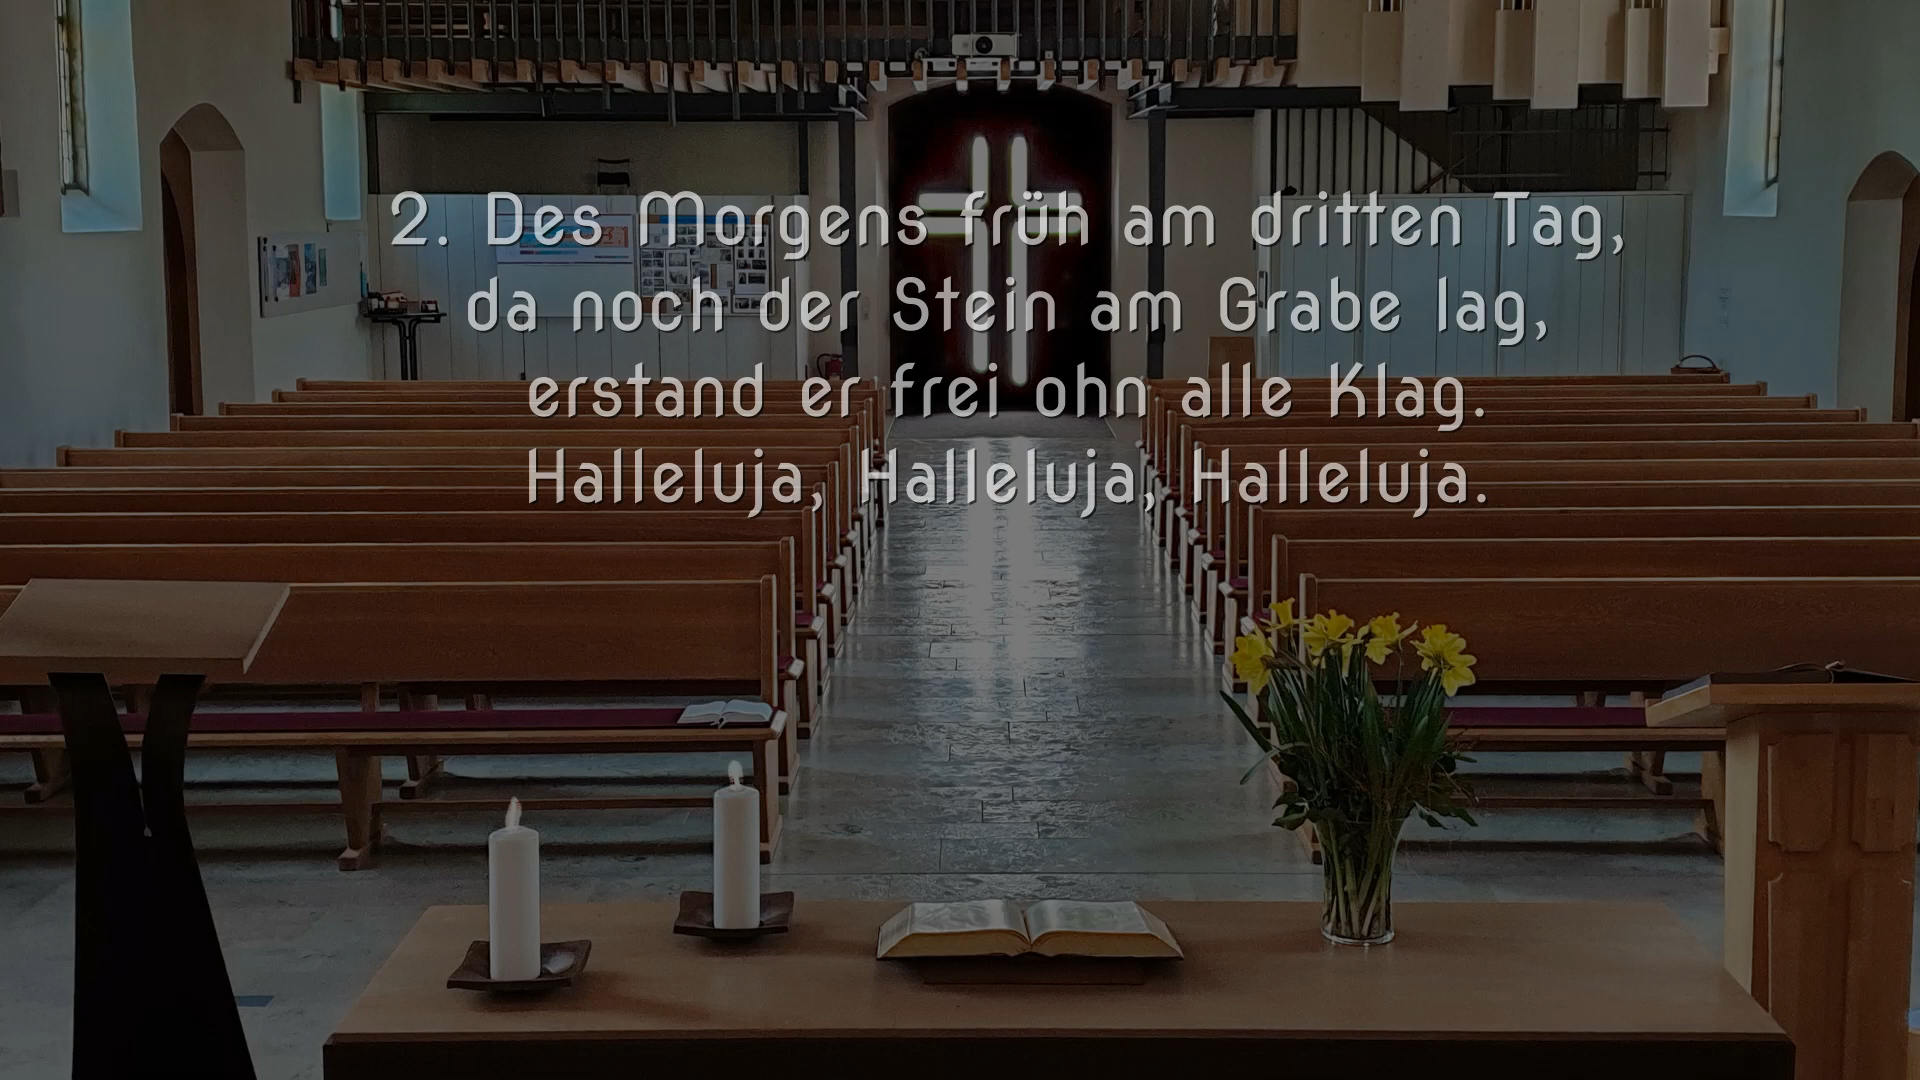 2. Des Morgens früh am dritten Tag,
da noch der Stein am Grabe lag,
erstand er frei ohn alle Klag.
Halleluja, Halleluja, Halleluja.